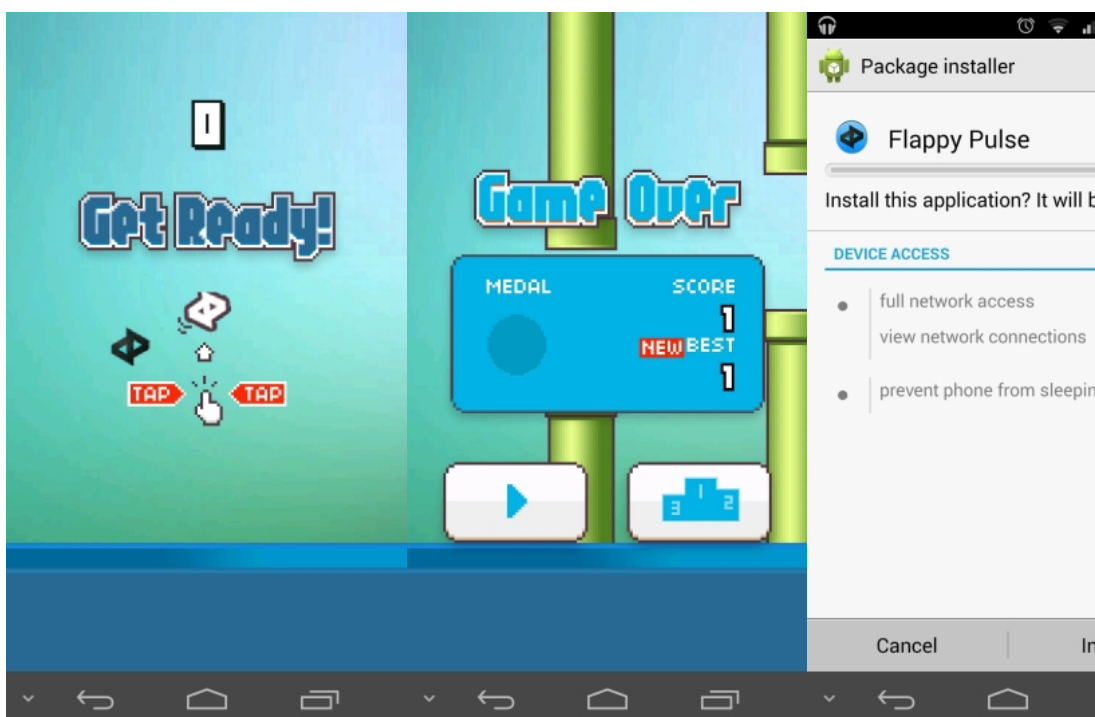 I
Get Ready!
TAP TAP
Game Over
MEDAL SCORE
1
NEW BEST
1
3 1 2
Package installer
Flappy Pulse
Install this application? It will b
DEVICE ACCESS
full network access
view network connections
prevent phone from sleepin
Cancel In